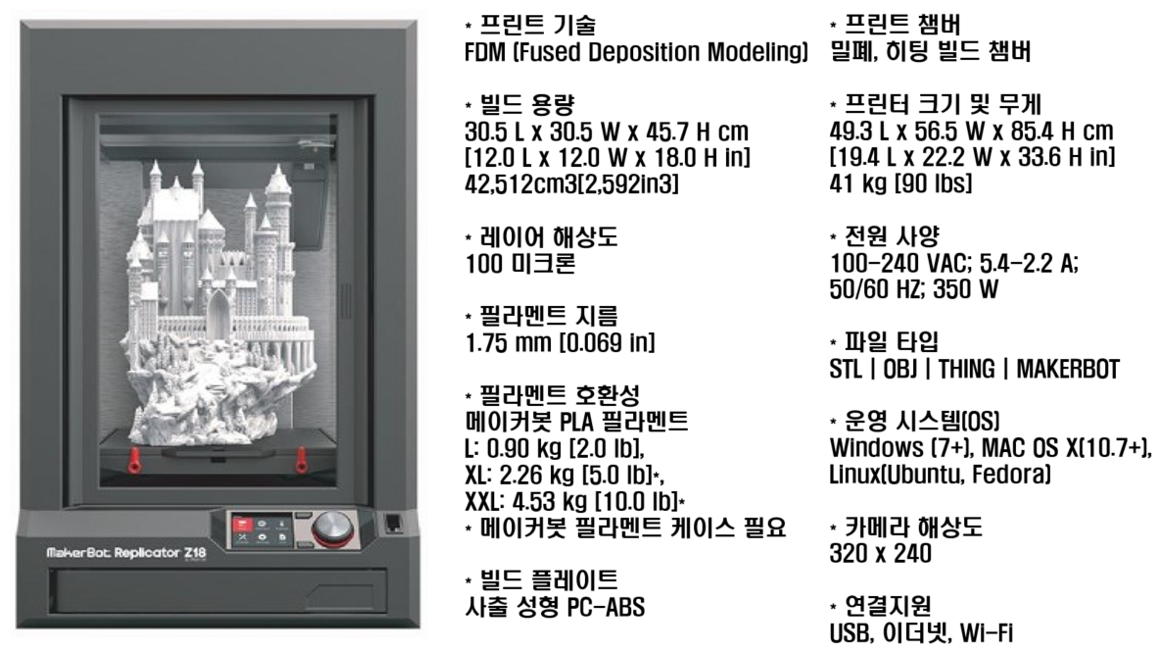 MakerBot Replicator Z18
* 프린트 기술
FDM (Fused Deposition Modeling)
* 빌드 용량
30.5 L x 30.5 W x 45.7 H cm
[12.0 L x 12.0 W x 18.0 H in]
42,512cm3[2,592in3]
* 레이어 해상도
100 미크론
* 필라멘트 지름
1.75 mm [0.069 in]
* 필라멘트 호환성
메이커봇 PLA 필라멘트
L: 0.90 kg [2.0 lb],
XL: 2.26 kg [5.0 lb]*,
XXL: 4.53 kg [10.0 lb]*
* 메이커봇 필라멘트 케이스 필요
* 빌드 플레이트
사출 성형 PC-ABS
* 프린트 챔버
밀폐, 히팅 빌드 챔버
* 프린터 크기 및 무게
49.3 L x 56.5 W x 85.4 H cm
[19.4 L x 22.2 W x 33.6 H in]
41 kg [90 lbs]
* 전원 사양
100-240 VAC; 5.4-2.2 A;
50/60 HZ; 350 W
* 파일 타입
STL | OBJ | THING | MAKERBOT
* 운영 시스템(OS)
Windows (7+), MAC OS X(10.7+),
Linux(Ubuntu, Fedora)
* 카메라 해상도
320 x 240
* 연결지원
USB, 이더넷, Wi-Fi